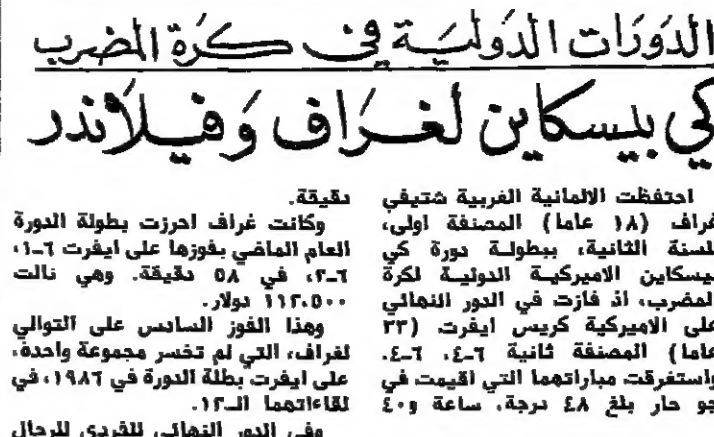 الدورات الدولية في كرة المضرب
كي بيسكاين لغراف وفيلاندر
احتفظت الالمانية الغربية شتيفي
غراف (١٨ عاما) المصنفة اولى،
للسنة الثانية، ببطولة دورة كي
بيسكاين الاميركية الدولية لكرة
المضرب، اذ فازت في الدور النهائي
على الاميركية كريس ايفرت (٣٣
عاما) المصنفة ثانية ٦-٤، ٦-٤.
واستغرقت مباراتهما التي اقيمت في
جو حار بلغ ٤٨ درجة، ساعة و٤٠
دقيقة.
وكانت غراف احرزت بطولة الدورة
العام الماضي بفوزها على ايفرت ٦-١،
٦-٢، في ٥٨ دقيقة. وهي نالت
١١٢،٥٠٠ دولار.
وهذا الفوز السادس على التوالي
لغراف، التي لم تخسر مجموعة واحدة،
على ايفرت بطلة الدورة في ١٩٨٦، في
لقاءاتهما الـ١٢.
وفي الدور النهائي للفردي للرجال